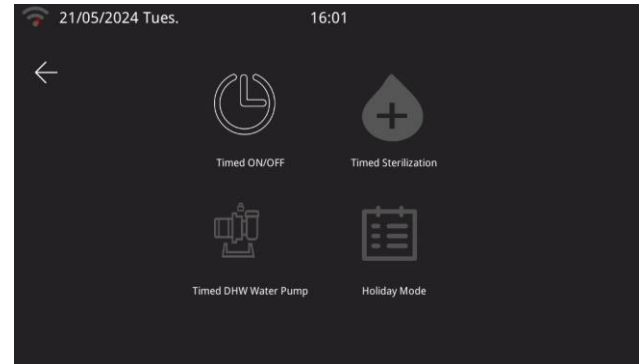 21/05/2024 Tues. 16:01
Timed ON/OFF Timed Sterilization
Timed DHW Water Pump Holiday Mode